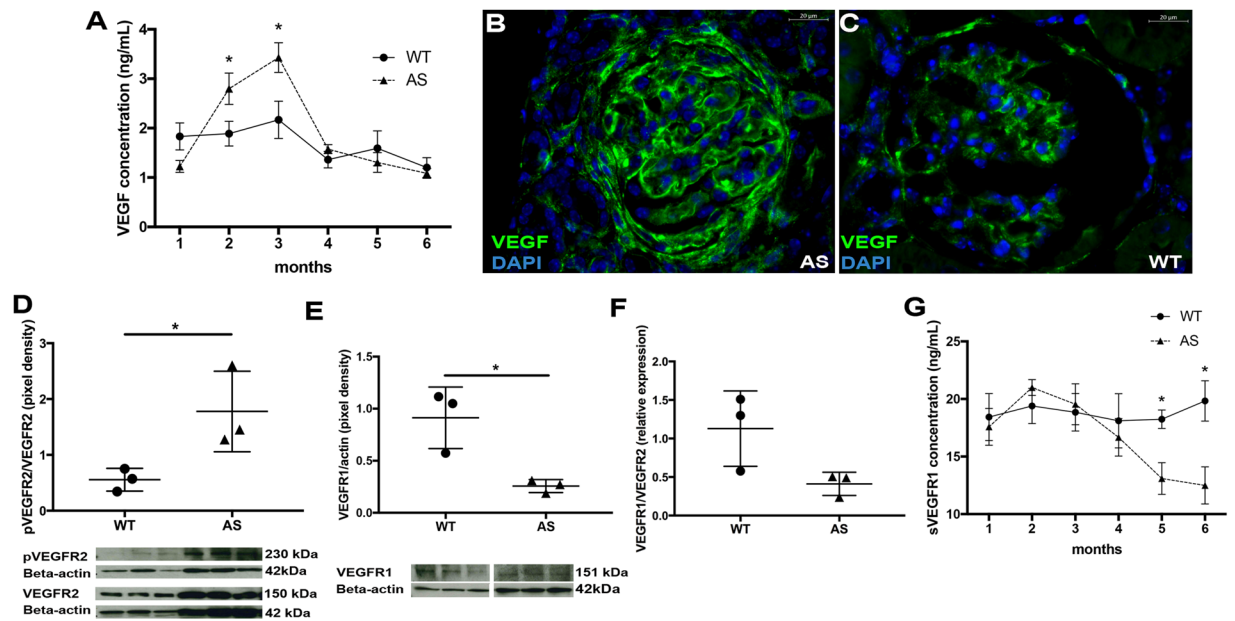 A
VEGF concentration (ng/mL)
4
3
2
1
0
*
*
WT
AS
1 2 3 4 5 6
months
B
20 µm
VEGF
DAPI
AS
C
20 µm
VEGF
DAPI
WT
D
pVEGFR2/VEGFR2 (pixel density)
3
2
1
0
*
WT AS
pVEGFR2 230 kDa
Beta-actin 42kDa
VEGFR2 150 kDa
Beta-actin 42 kDa
E
VEGFR1/actin (pixel density)
1.5
1.0
0.5
0.0
*
WT AS
VEGFR1 151 kDa
Beta-actin 42kDa
F
VEGFR1/VEGFR2 (relative expression)
2.0
1.5
1.0
0.5
0.0
WT AS
G
sVEGFR1 concentration (ng/mL)
25
20
15
10
WT
AS
*
*
1 2 3 4 5 6
months